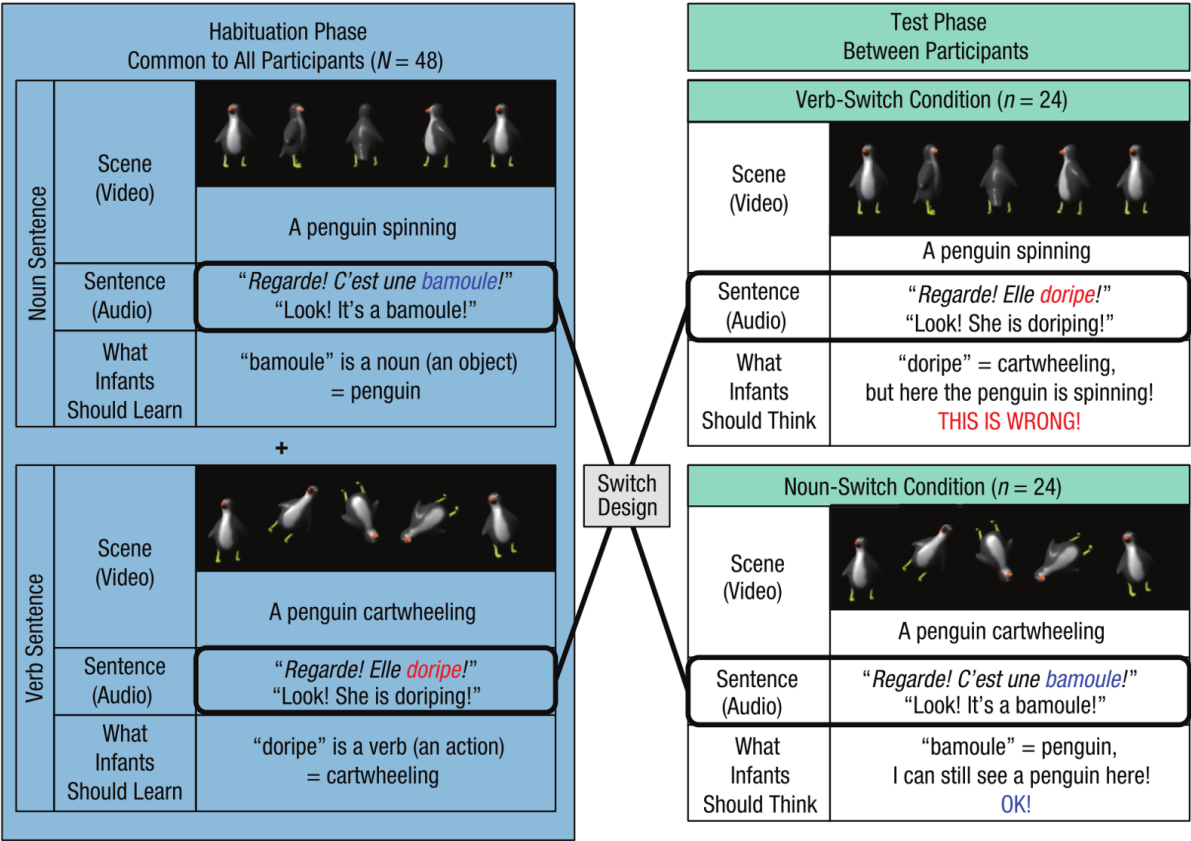 Habituation Phase
Common to All Participants (N = 48)
Noun Sentence
Scene
(Video)
A penguin spinning
Sentence
(Audio)
“Regarde! C’est une bamoule!”
“Look! It’s a bamoule!”
What
Infants
Should Learn
“bamoule” is a noun (an object)
= penguin
+
Verb Sentence
Scene
(Video)
A penguin cartwheeling
Sentence
(Audio)
“Regarde! Elle doripe!”
“Look! She is doriping!”
What
Infants
Should Learn
“doripe” is a verb (an action)
= cartwheeling
Switch
Design
Test Phase
Between Participants
Verb-Switch Condition (n = 24)
Scene
(Video)
A penguin spinning
Sentence
(Audio)
“Regarde! Elle doripe!”
“Look! She is doriping!”
What
Infants
Should Think
“doripe” = cartwheeling,
but here the penguin is spinning!
THIS IS WRONG!
Noun-Switch Condition (n = 24)
Scene
(Video)
A penguin cartwheeling
Sentence
(Audio)
“Regarde! C’est une bamoule!”
“Look! It’s a bamoule!”
What
Infants
Should Think
“bamoule” = penguin,
I can still see a penguin here!
OK!